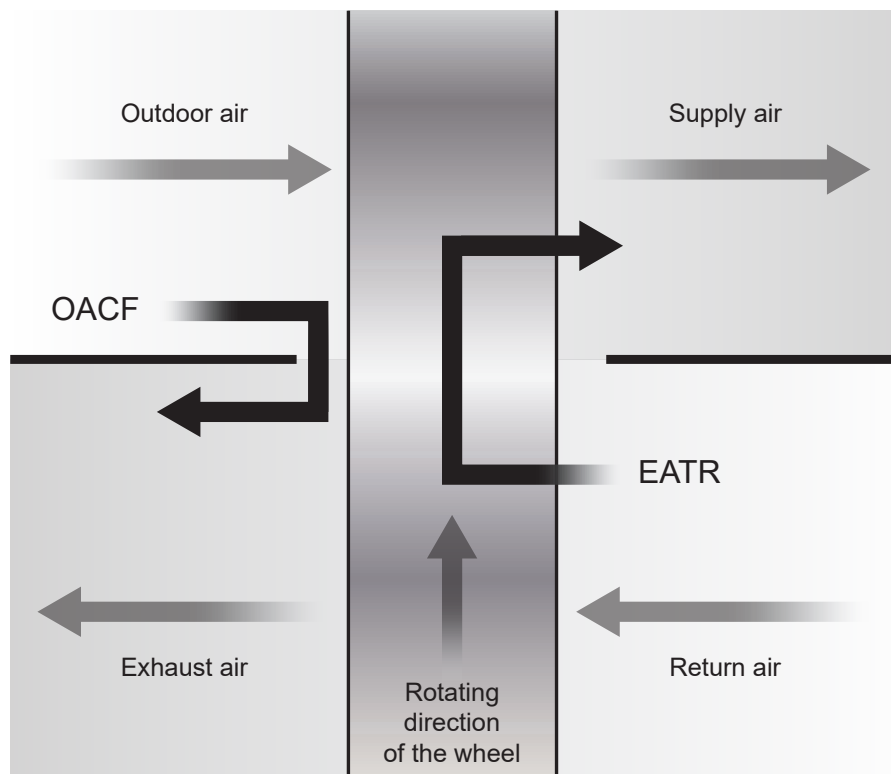 Outdoor air
Supply air
OACF
EATR
Exhaust air
Return air
Rotating
direction
of the wheel